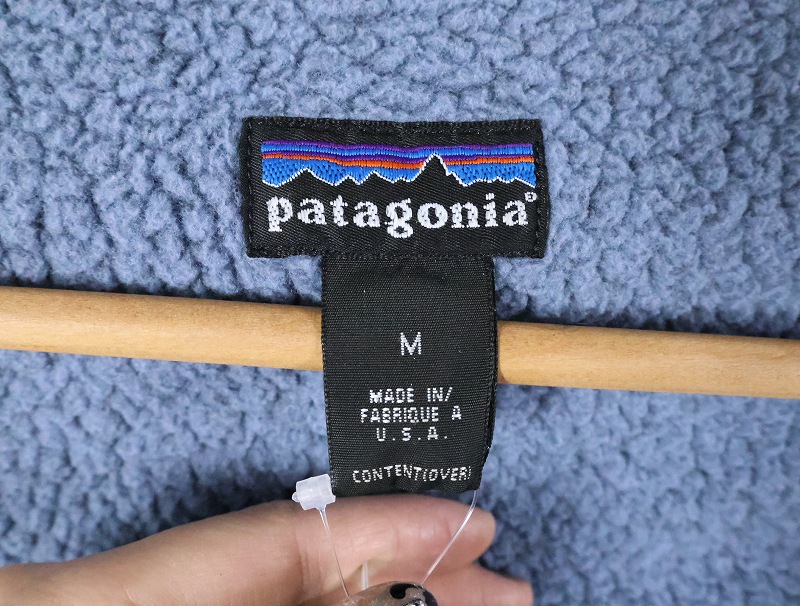 patagonia®
M
MADE IN/
FABRIQUE A
U.S.A.
CONTENT(OVER)